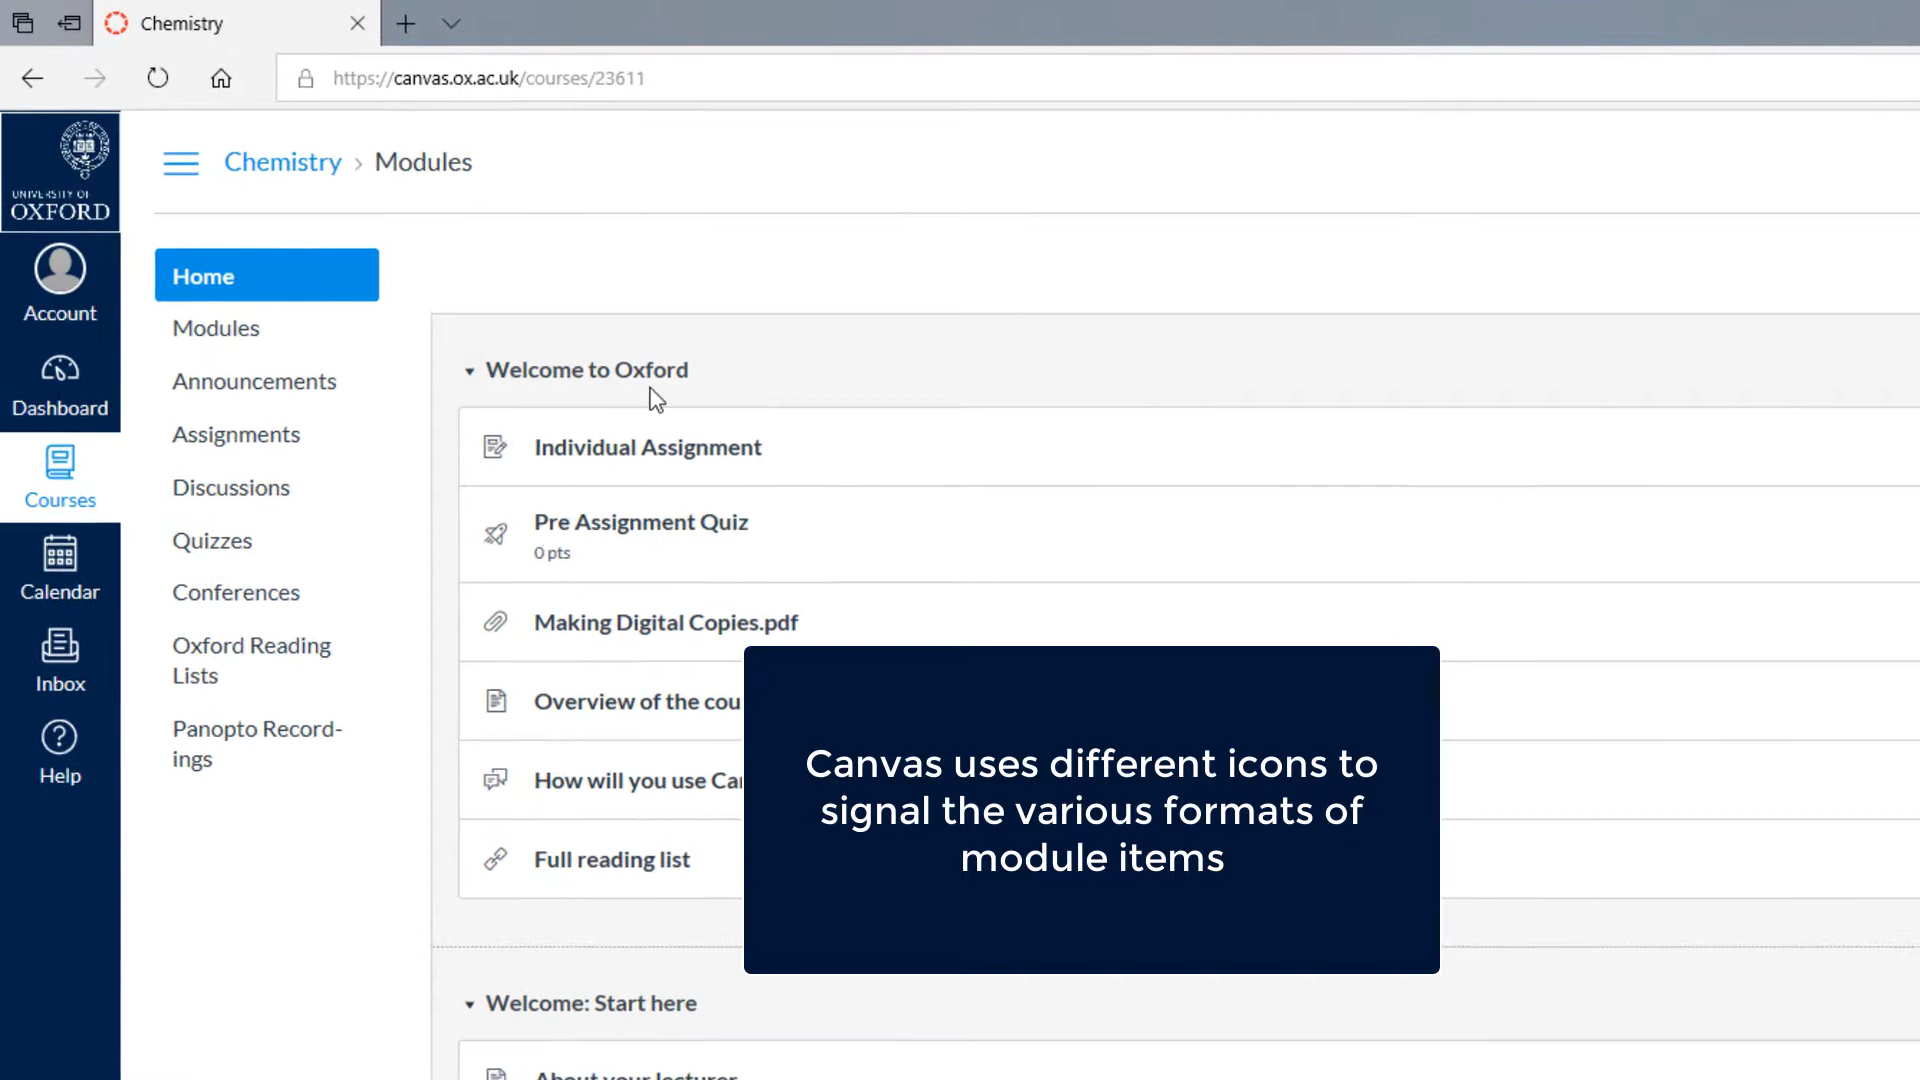 Chemistry
https://canvas.ox.ac.uk/courses/23611
UNIVERSITY OF
OXFORD
Chemistry › Modules
Account
Dashboard
Courses
Calendar
Inbox
Help
Home
Modules
Announcements
Assignments
Discussions
Quizzes
Conferences
Oxford Reading
Lists
Panopto Record-
ings
Welcome to Oxford
Individual Assignment
Pre Assignment Quiz
0 pts
Making Digital Copies.pdf
Overview of the cou
How will you use Ca
Full reading list
Canvas uses different icons to
signal the various formats of
module items
Welcome: Start here
About your lecturer